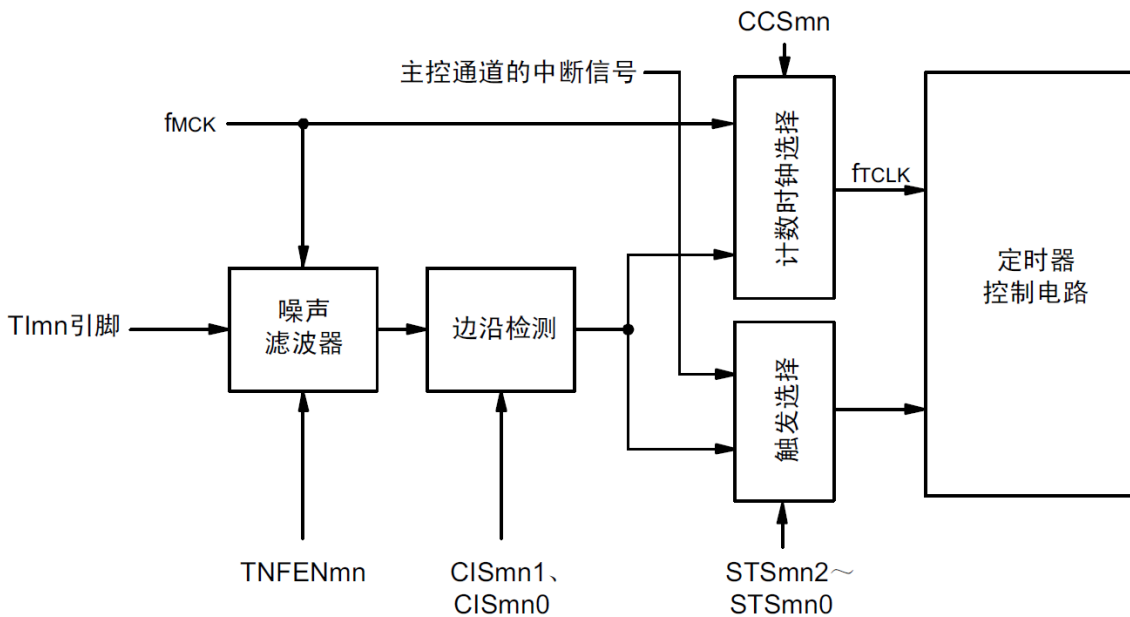 CCSmn
主控通道的中断信号
fMCK
计数时钟选择
fTCLK
定时器
控制电路
TImn引脚
噪声
滤波器
边沿检测
触发选择
TNFENmn
CISmn1、
CISmn0
STSmn2～
STSmn0